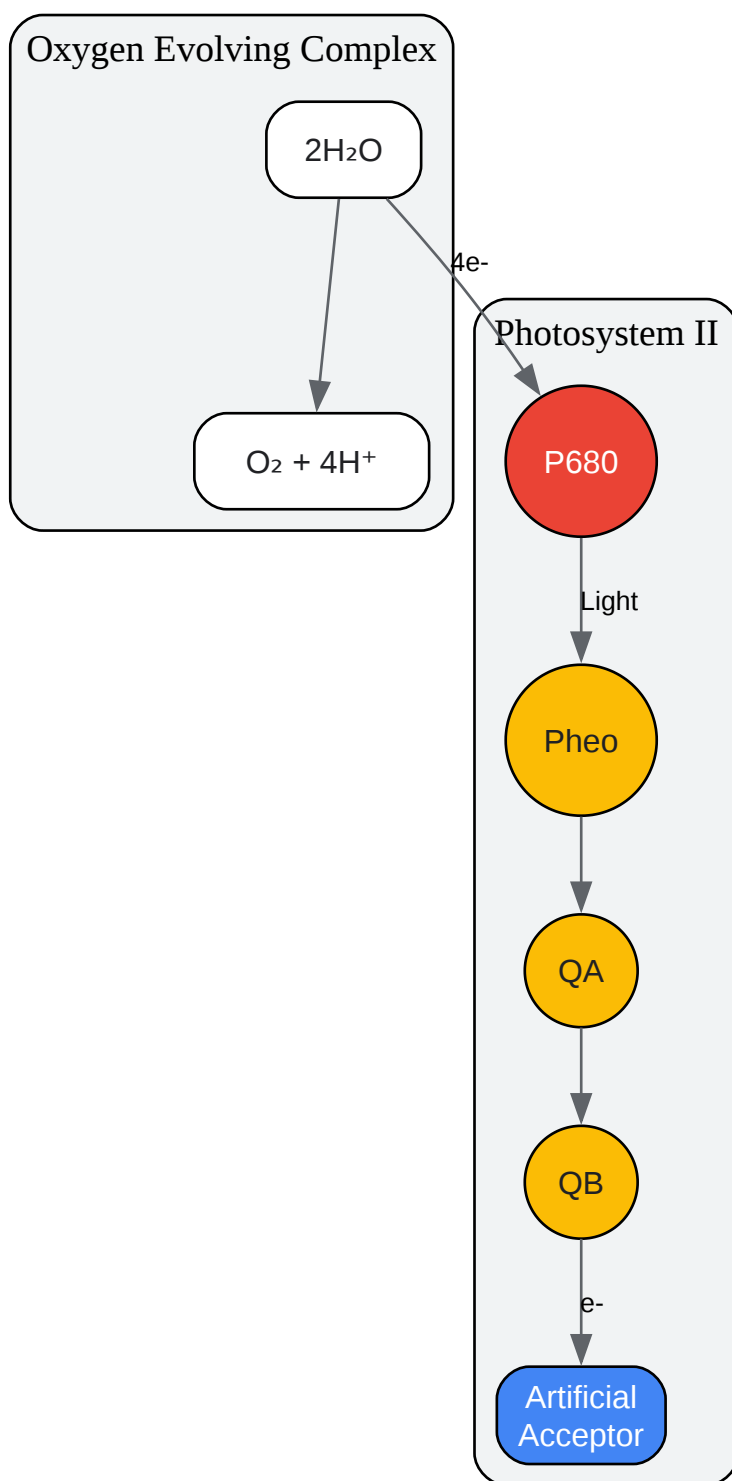 Oxygen Evolving Complex
2H₂O
4e-
O₂ + 4H⁺
Photosystem II
P680
Light
Pheo
QA
QB
e-
Artificial
Acceptor